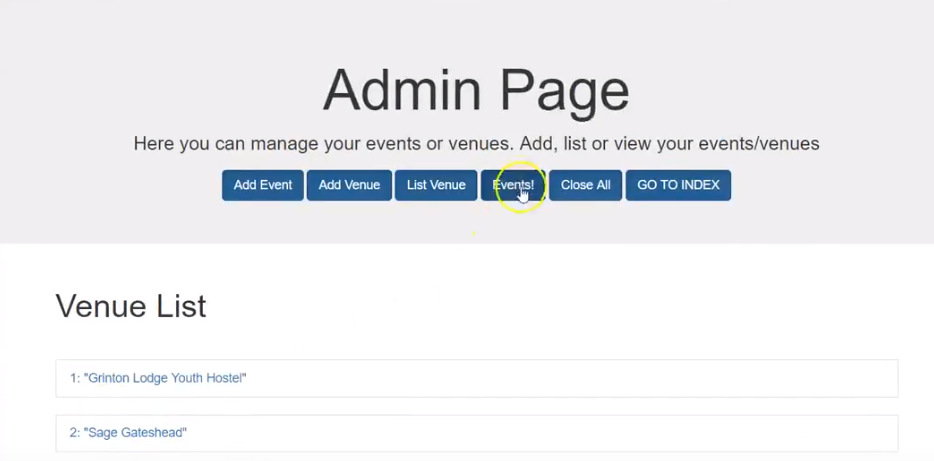 Admin Page
Here you can manage your events or venues. Add, list or view your events/venues
Add Event Add Venue List Venue Events! Close All GO TO INDEX
Venue List
1: "Grinton Lodge Youth Hostel"
2: "Sage Gateshead"